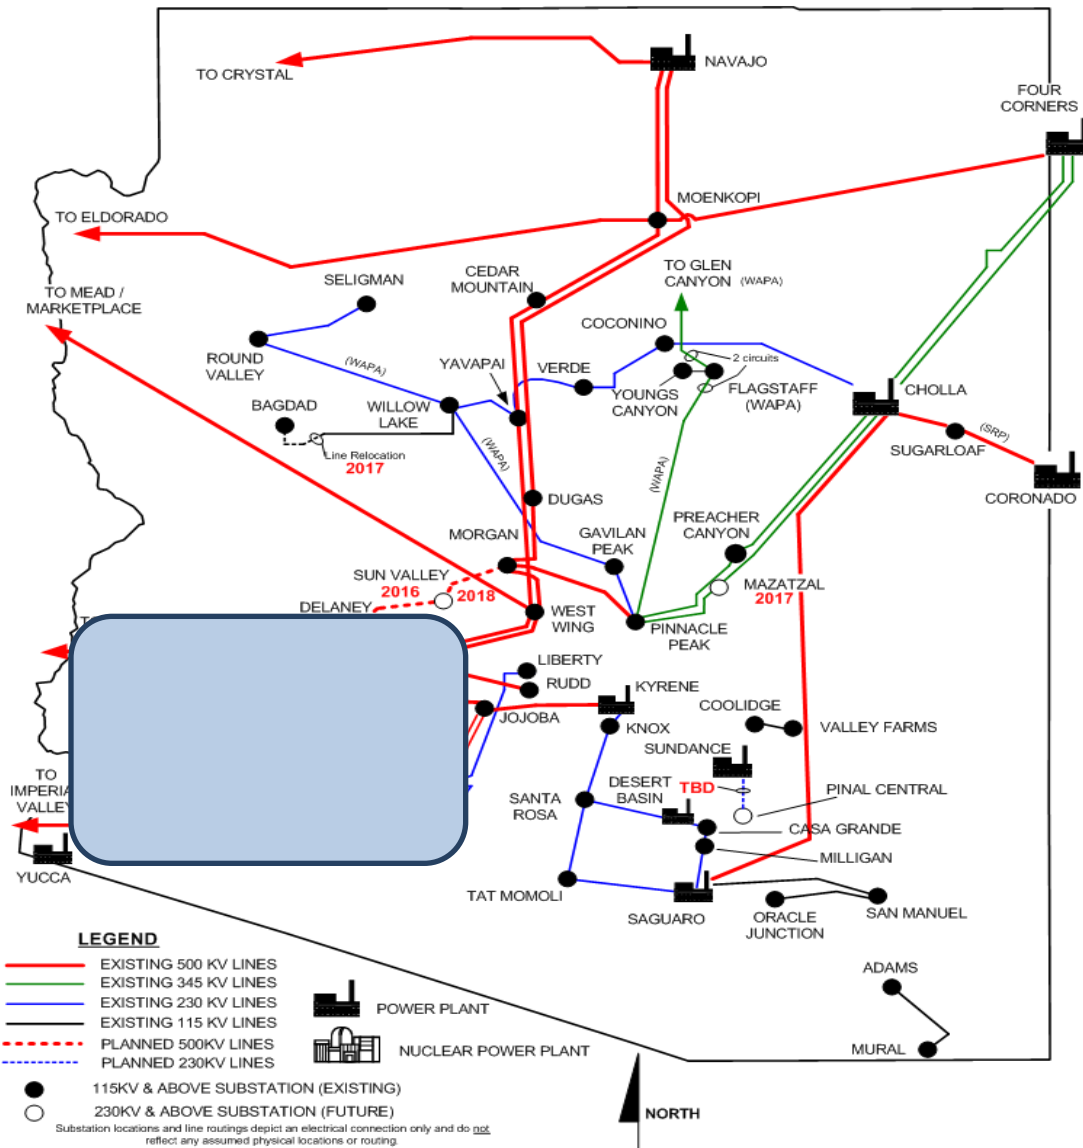 NAVAJO
TO CRYSTAL
FOUR
CORNERS
MOENKOPI
TO ELDORADO
TO GLEN
CANYON (WAPA)
CEDAR
MOUNTAIN
SELIGMAN
TO MEAD /
MARKETPLACE
COCONINO
2 circuits
ROUND
VALLEY
(WAPA)
YAVAPAI
VERDE
YOUNGS
CANYON
FLAGSTAFF
(WAPA)
CHOLLA
BAGDAD
WILLOW
LAKE
(SRP)
SUGARLOAF
Line Relocation
2017
(WAPA)
(WAPA)
CORONADO
DUGAS
MORGAN
GAVILAN
PEAK
PREACHER
CANYON
SUN VALLEY
2016
2018
MAZATZAL
2017
DELANEY
WEST
WING
PINNACLE
PEAK
LIBERTY
RUDD
KYRENE
JOJOBA
KNOX
COOLIDGE
VALLEY FARMS
SUNDANCE
TO
IMPERIA
VALLEY
DESERT
BASIN
TBD
PINAL CENTRAL
SANTA
ROSA
CASA GRANDE
MILLIGAN
YUCCA
TAT MOMOLI
SAGUARO
ORACLE
JUNCTION
SAN MANUEL
ADAMS
MURAL
LEGEND
EXISTING 500 KV LINES
EXISTING 345 KV LINES
EXISTING 230 KV LINES
EXISTING 115 KV LINES
PLANNED 500KV LINES
PLANNED 230KV LINES
POWER PLANT
NUCLEAR POWER PLANT
115KV & ABOVE SUBSTATION (EXISTING)
230KV & ABOVE SUBSTATION (FUTURE)
Substation locations and line routings depict an electrical connection only and do not
reflect any assumed physical locations or routing.
NORTH